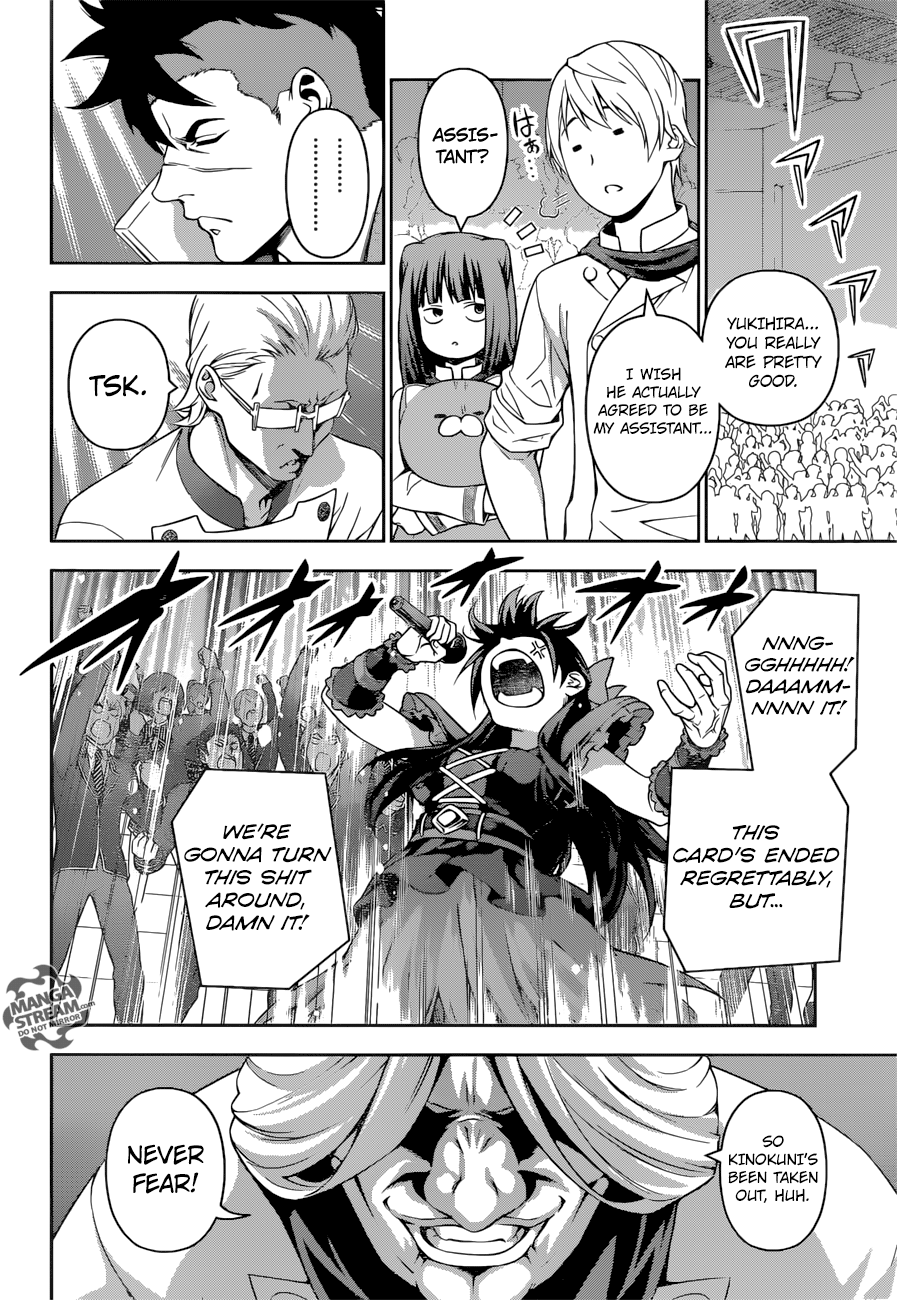 YUKIHIRA...
YOU REALLY
ARE PRETTY
GOOD.
I WISH
HE ACTUALLY
AGREED TO BE
MY ASSISTANT...
はぁ…
ASSIS-
TANT?
...........
TSK.
NNNG-
GGHHHHH!
DAAAMM-
NNNN IT!
THIS
CARD'S ENDED
REGRETTABLY,
BUT...
WE'RE
GONNA TURN
THIS SHIT
AROUND,
DAMN IT!
MANGA
STREAM.com
DO NOT MIRROR
SO
KINOKUNI'S
BEEN TAKEN
OUT, HUH.
NEVER
FEAR!